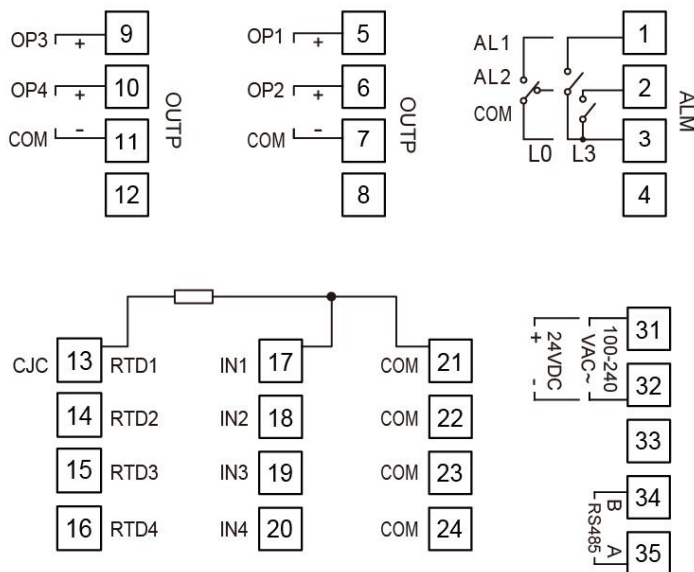 OP3 + 9
OP4 + 10
COM - 11
12
OUTP
OP1 + 5
OP2 + 6
COM - 7
8
OUTP
AL1 1
AL2 2
COM 3
L0 L3
4
ALM
CJC 13 RTD1
14 RTD2
15 RTD3
16 RTD4
IN1 17
IN2 18
IN3 19
IN4 20
COM 21
COM 22
COM 23
COM 24
+ 24VDC -
100-240
VAC~
31
32
33
34
35
B A
RS485